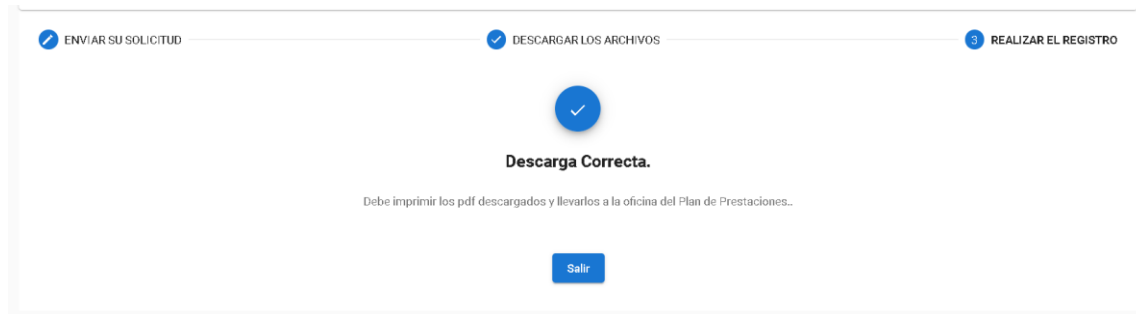 ENVIAR SU SOLICITUD
DESCARGAR LOS ARCHIVOS
3 REALIZAR EL REGISTRO
Descarga Correcta.
Debe imprimir los pdf descargados y llevarlos a la oficina del Plan de Prestaciones..
Salir